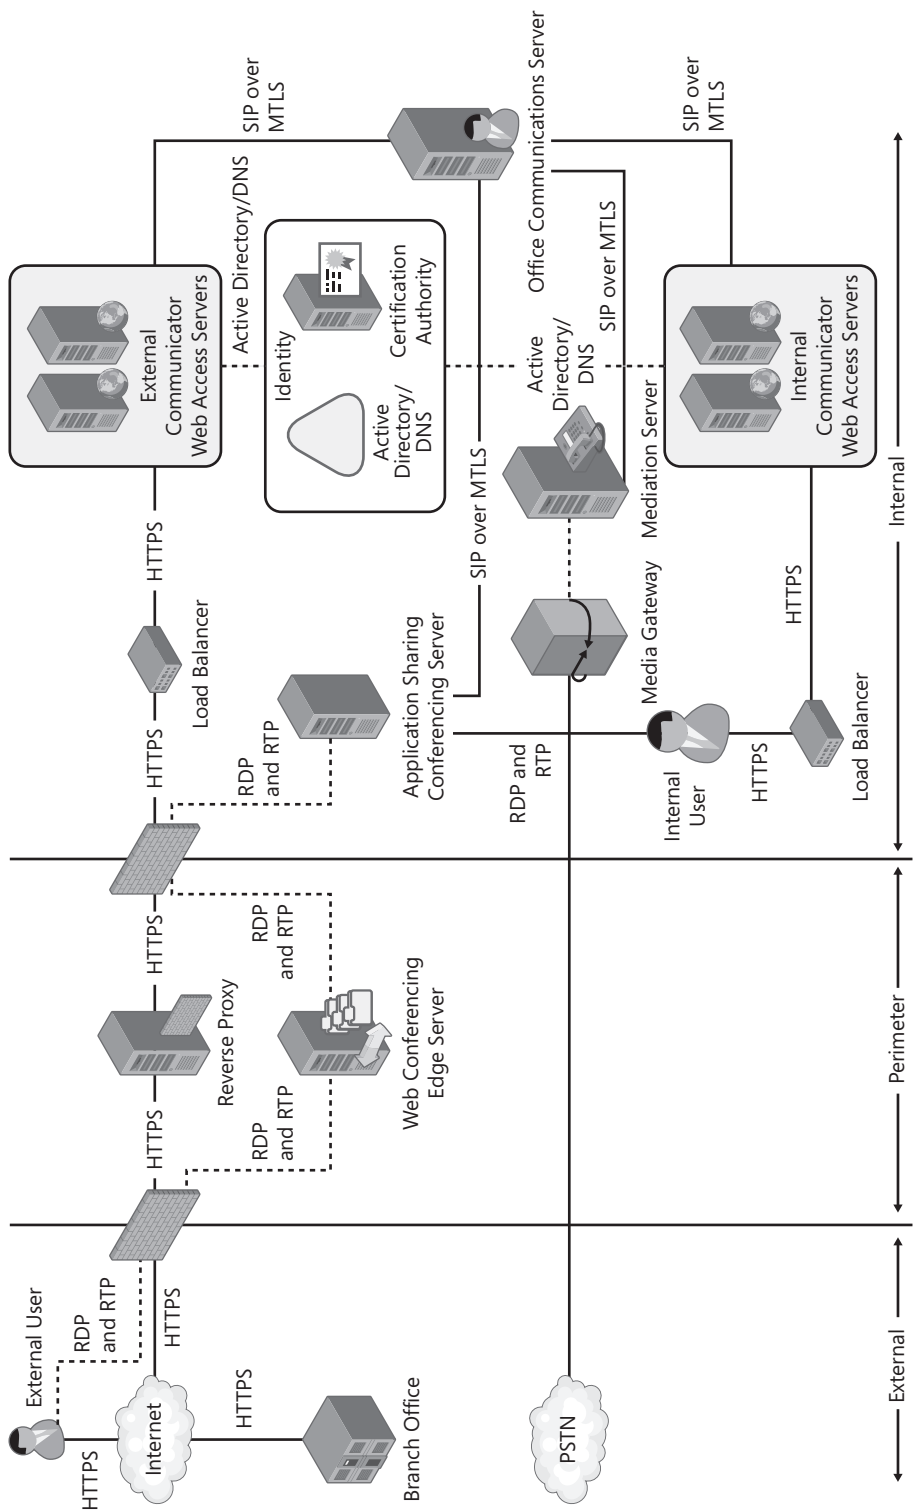 External User
RDP
and RTP
HTTPS
HTTPS
Internet
HTTPS
Branch Office
PSTN
External
HTTPS
Reverse Proxy
HTTPS
RDP
and RTP
RDP
and RTP
Web Conferencing
Edge Server
Perimeter
HTTPS
Load Balancer
HTTPS
External
Communicator
Web Access Servers
RDP
and RTP
Application Sharing
Conferencing Server
Active Directory/DNS
Identity
Active
Directory/
DNS
Certification
Authority
SIP over
MTLS
SIP over MTLS
Office Communications Server
RDP and
RTP
Media Gateway
Mediation Server
Active
Directory/
DNS
SIP over MTLS
SIP over
MTLS
Internal
User
HTTPS
Load Balancer
HTTPS
Internal
Communicator
Web Access Servers
Internal